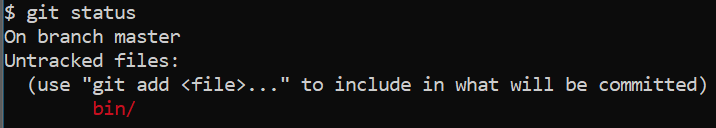 $ git status
On branch master
Untracked files:
  (use "git add <file>..." to include in what will be committed)
        bin/